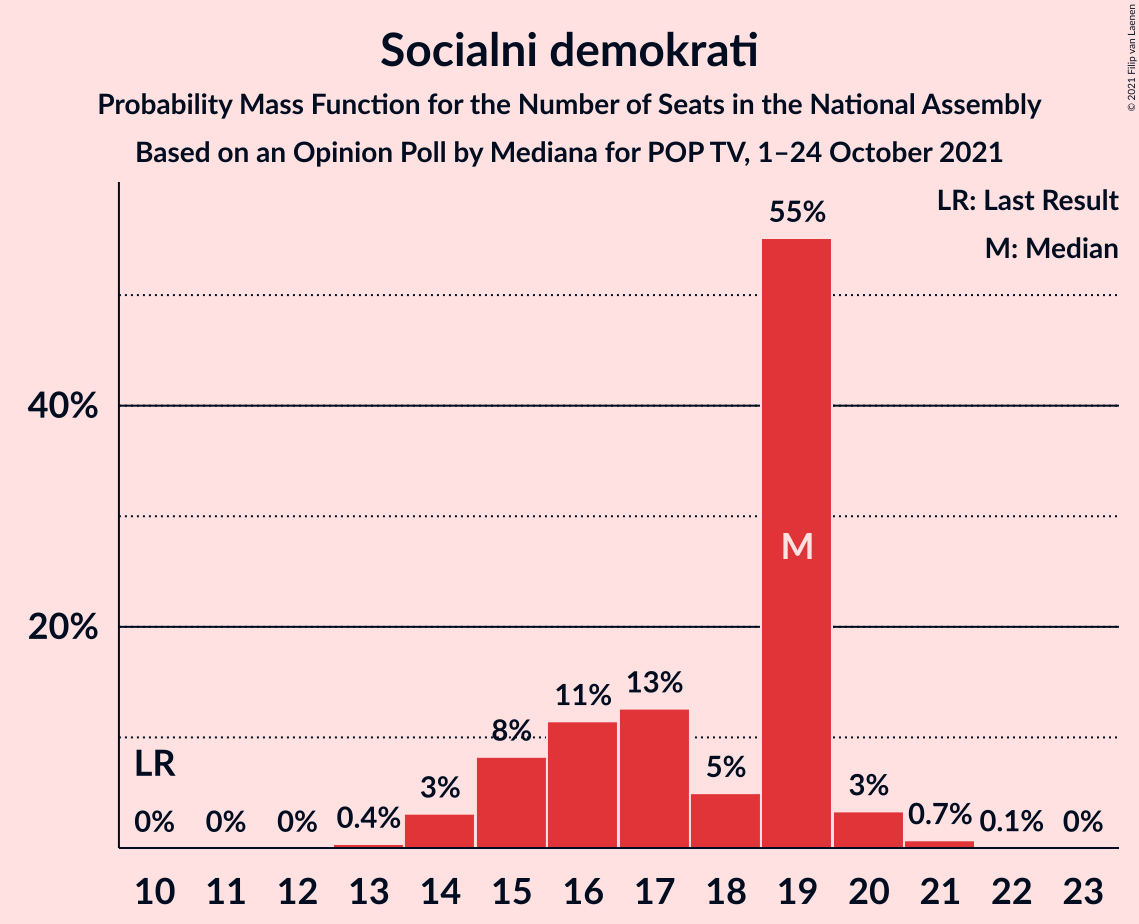 Socialni demokrati
Probability Mass Function for the Number of Seats in the National Assembly
Based on an Opinion Poll by Mediana for POP TV, 1–24 October 2021
© 2021 Filip van Laenen
LR: Last Result
M: Median
40%
20%
LR
0%
0%
0%
0.4%
3%
8%
11%
13%
5%
55%
M
3%
0.7%
0.1%
0%
10 11 12 13 14 15 16 17 18 19 20 21 22 23